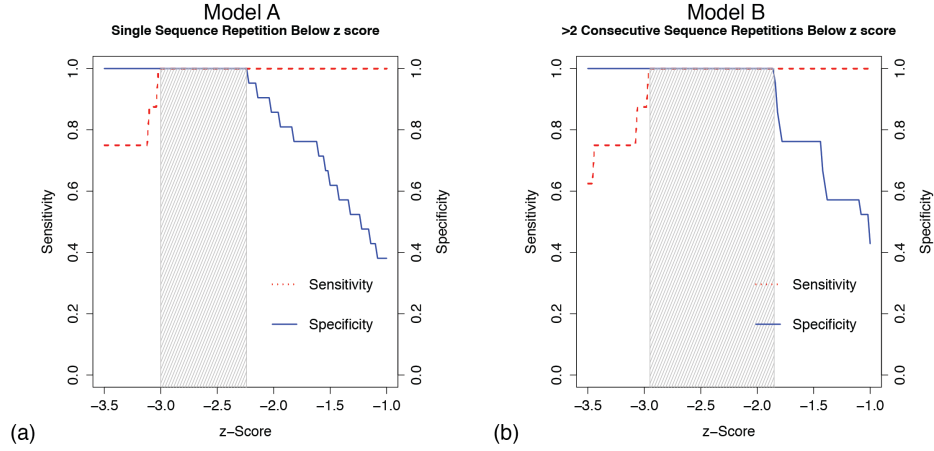 Model A
Single Sequence Repetition Below z score
1.0
0.8
0.6
0.4
0.2
0.0
Sensitivity
1.0
0.8
0.6
0.4
0.2
0.0
Specificity
Sensitivity
Specificity
−3.5 −3.0 −2.5 −2.0 −1.5 −1.0
z−Score
(a)
Model B
>2 Consecutive Sequence Repetitions Below z score
1.0
0.8
0.6
0.4
0.2
0.0
Sensitivity
1.0
0.8
0.6
0.4
0.2
0.0
Specificity
Sensitivity
Specificity
−3.5 −3.0 −2.5 −2.0 −1.5 −1.0
z−Score
(b)